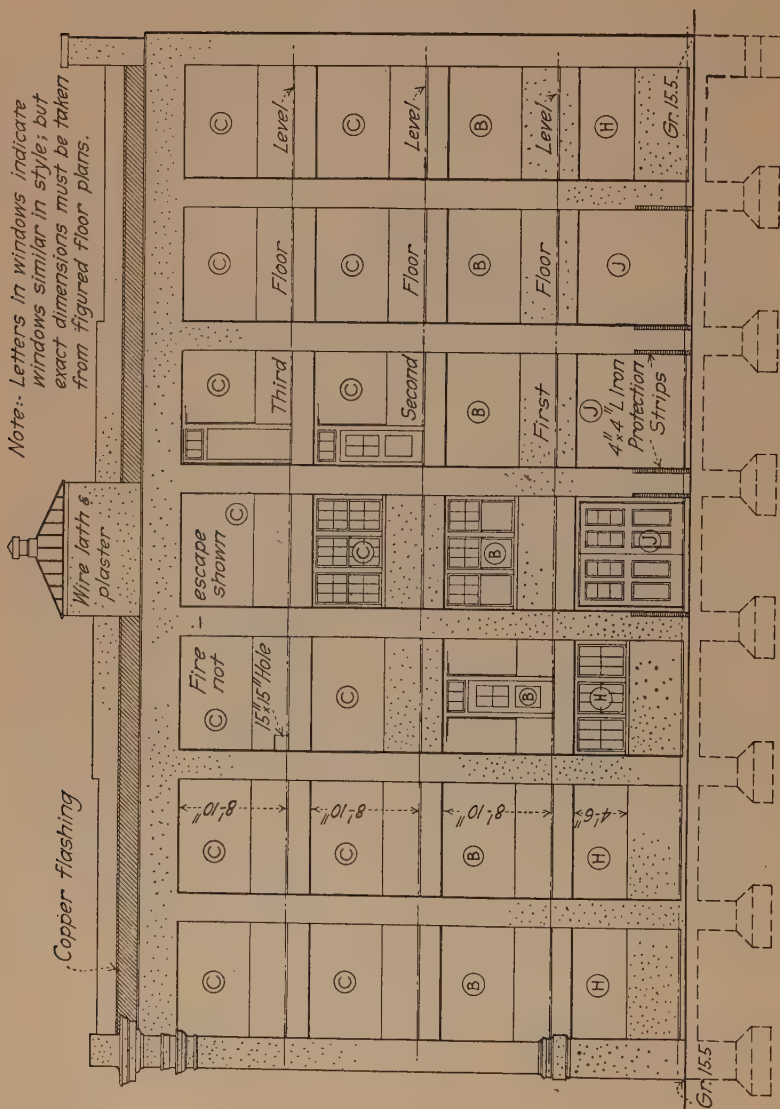 Note:- Letters in windows indicate
windows similar in style; but
exact dimensions must be taken
from figured floor plans.
Copper flashing
Wire lath &
plaster
C
C
8'-10"
C
Fire
not
- escape
shown
C
C
C
C
15"x15" Hole
Third
Floor
Level
C
C
8'-10"
C
C
C
C
C
Second
Floor
Level
B
B
8'-10"
B
B
B
B
B
First
Floor
Level
H
H
4'-6"
H
J
J
J
H
4"x4" L Iron
Protection
Strips
Gr. 15.5
Gr. 15.5